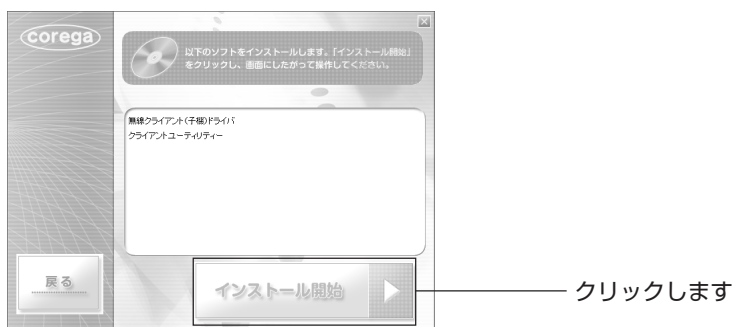 corega
以下のソフトをインストールします。「インストール開始」
をクリックし、画面にしたがって操作してください。
無線クライアント(子機)ドライバ
クライアントユーティリティー
戻る
インストール開始
クリックします